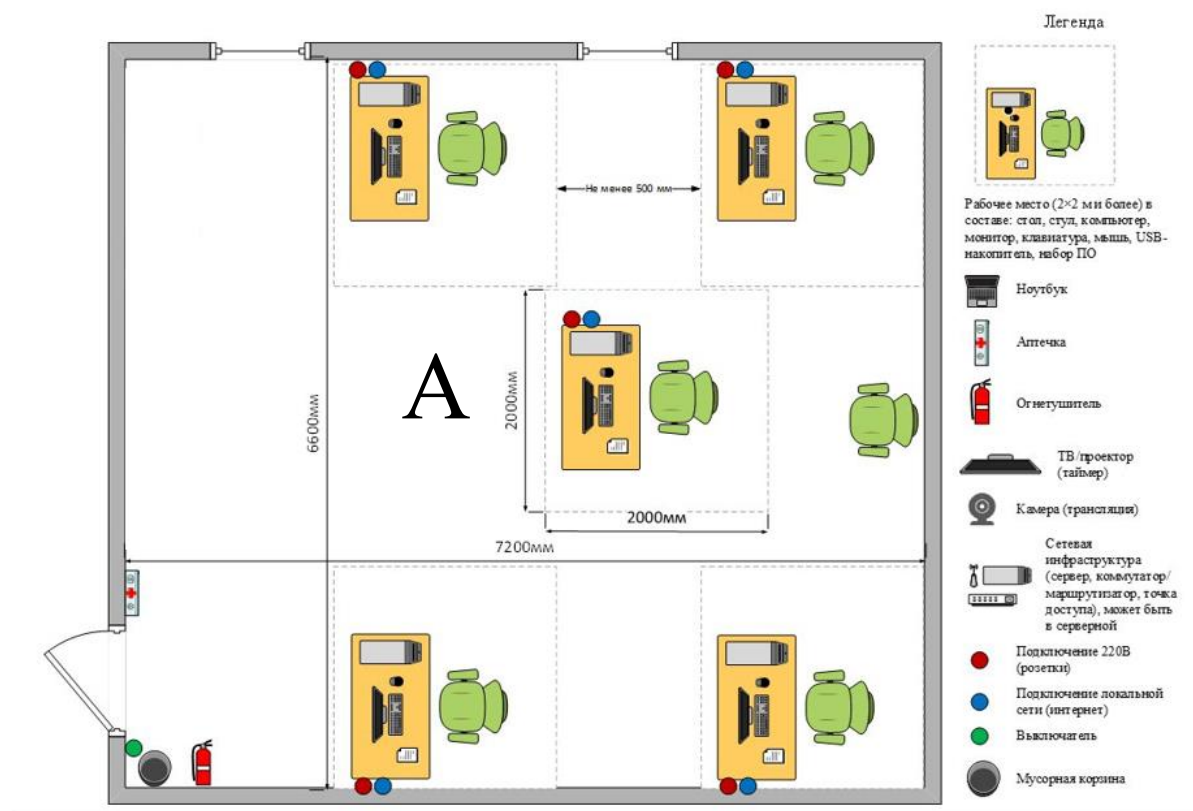 Легенда
Рабочее место (2×2 м и более) в
составе: стол, стул, компьютер,
монитор, клавиатура, мышь, USB-
накопитель, набор ПО
Ноутбук
Аптечка
Огнетушитель
ТВ/проектор
(таймер)
Камера (трансляция)
Сетевая
инфраструктура
(сервер, коммутатор/
маршрутизатор, точка
доступа), может быть
в серверной
Подключение 220В
(розетки)
Подключение локальной
сети (интернет)
Выключатель
Мусорная корзина
Не менее 500 мм
А
6600мм
2000мм
2000мм
7200мм